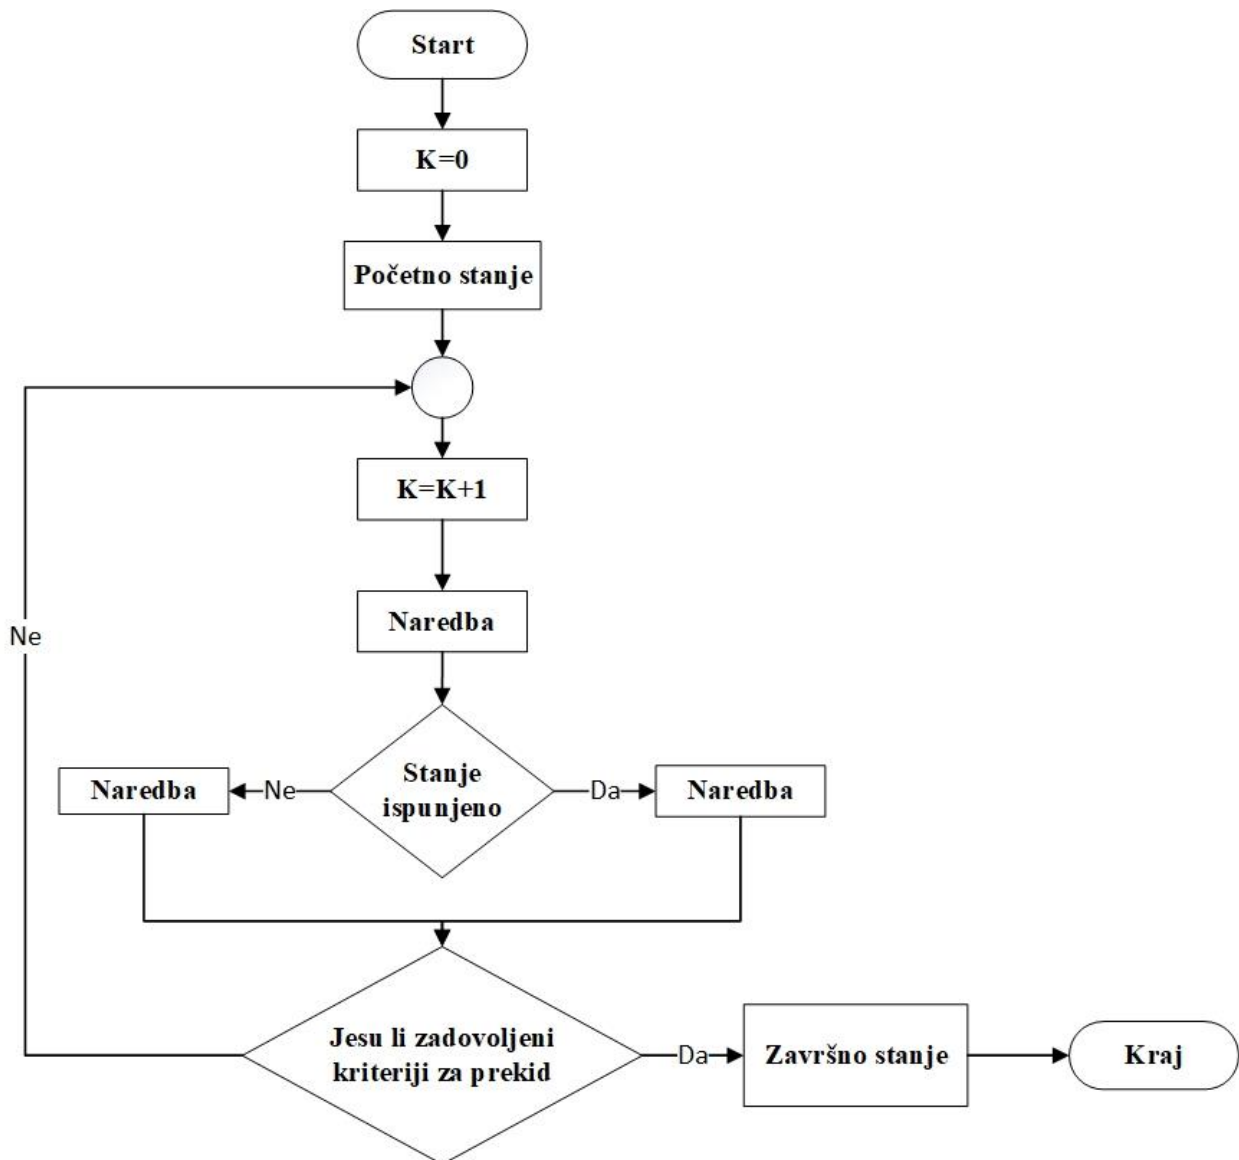 Start
K=0
Početno stanje
K=K+1
Naredba
Ne
Stanje
ispunjeno
Naredba
Ne
Da
Naredba
Jesu li zadovoljeni
kriteriji za prekid
Da
Završno stanje
Kraj